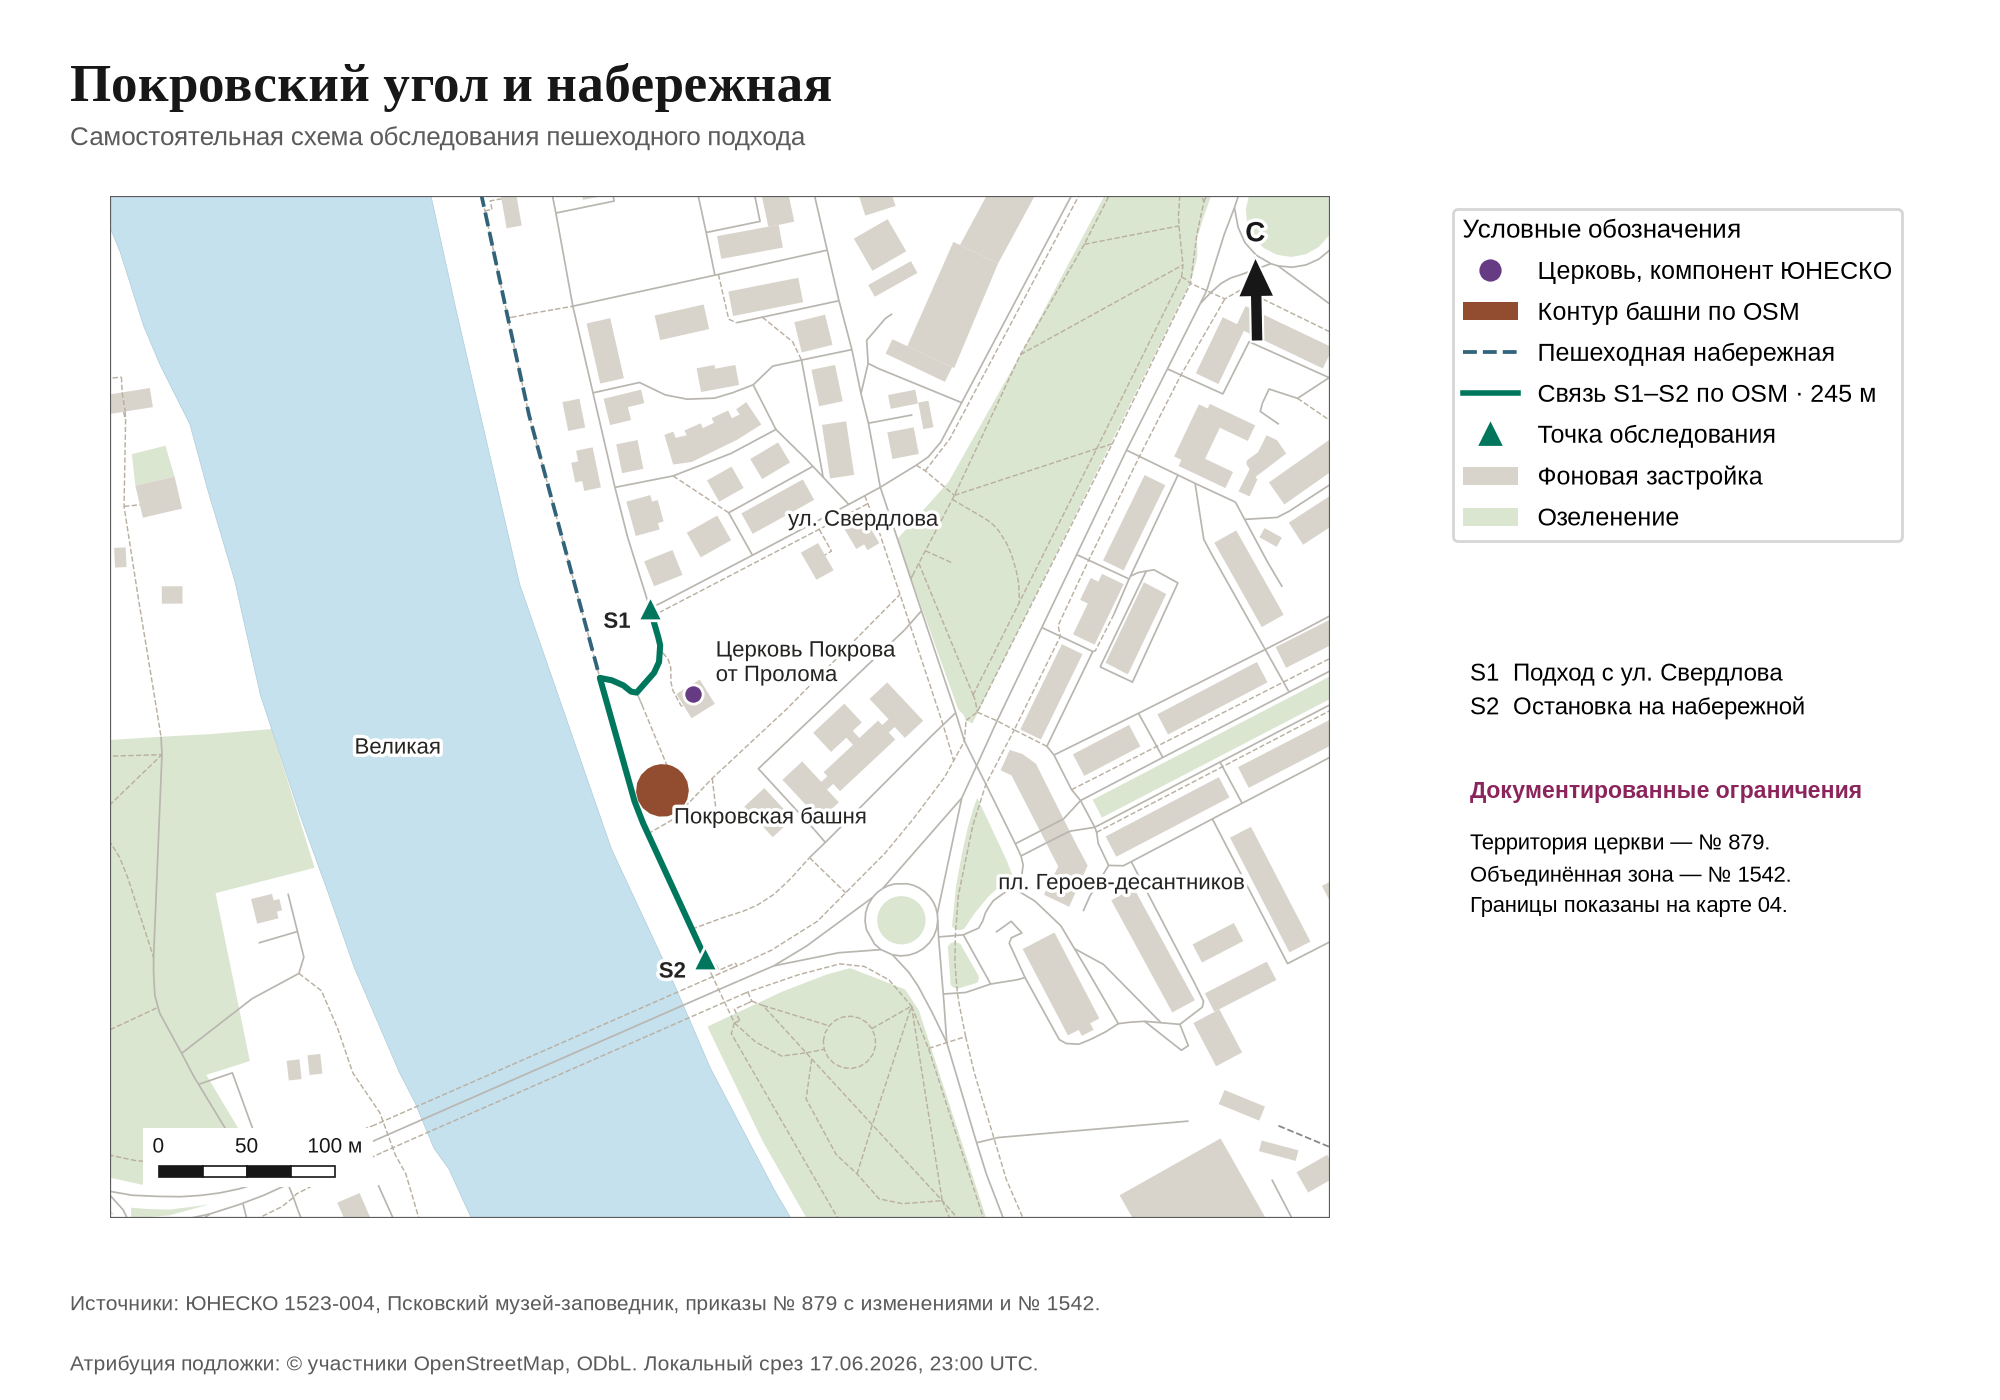 Покровский угол и набережная
Самостоятельная схема обследования пешеходного подхода
С
ул. Свердлова
S1
Церковь Покрова
от Пролома
Великая
Покровская башня
пл. Героев-десантников
S2
0 50 100 м
Условные обозначения
Церковь, компонент ЮНЕСКО
Контур башни по OSM
Пешеходная набережная
Связь S1–S2 по OSM · 245 м
Точка обследования
Фоновая застройка
Озеленение
S1 Подход с ул. Свердлова
S2 Остановка на набережной
Документированные ограничения
Территория церкви — № 879.
Объединённая зона — № 1542.
Границы показаны на карте 04.
Источники: ЮНЕСКО 1523-004, Псковский музей-заповедник, приказы № 879 с изменениями и № 1542.
Атрибуция подложки: © участники OpenStreetMap, ODbL. Локальный срез 17.06.2026, 23:00 UTC.